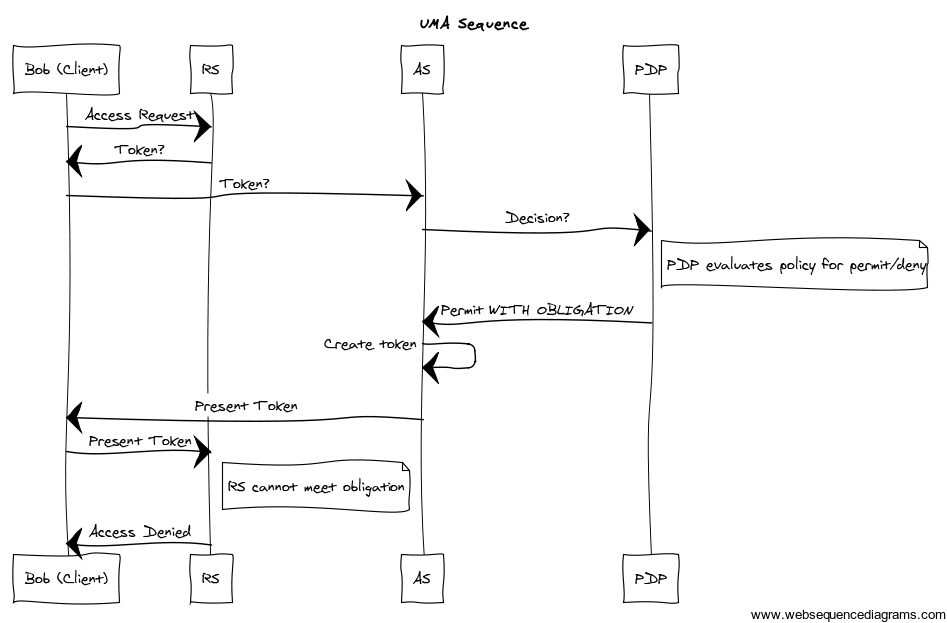 UMA Sequence
Bob (Client)
RS
AS
PDP
Access Request
Token?
Token?
Decision?
PDP evaluates policy for permit/deny
Permit WITH OBLIGATION
Create token
Present Token
Present Token
RS cannot meet obligation
Access Denied
Bob (Client)
RS
AS
PDP
www.websequencediagrams.com